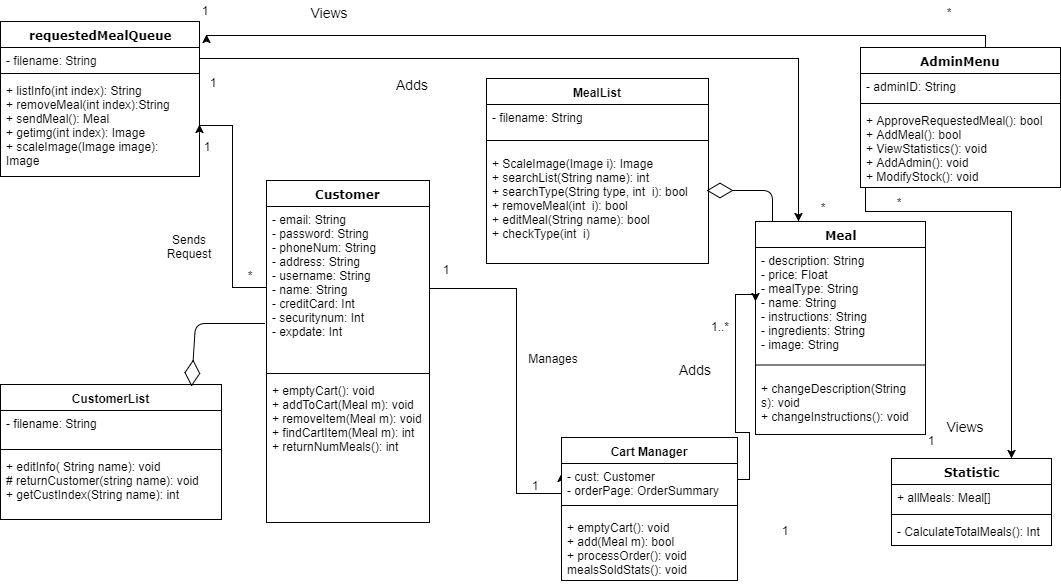 1
Views
*
requestedMealQueue
- filename: String
+ listInfo(int index): String
+ removeMeal(int index):String
+ sendMeal(): Meal
+ getimg(int index): Image
+ scaleImage(Image image):
Image
1
1
Adds
AdminMenu
- adminID: String
+ ApproveRequestedMeal(): bool
+ AddMeal(): bool
+ ViewStatistics(): void
+ AddAdmin(): void
+ ModifyStock(): void
MealList
- filename: String
+ ScaleImage(Image i): Image
+ searchList(String name): int
+ searchType(String type, int  i): bool
+ removeMeal(int  i): bool
+ editMeal(String name): bool
+ checkType(int  i)
*
*
Customer
- email: String
- password: String
- phoneNum: String
- address: String
- username: String
- name: String
- creditCard: Int
- securitynum: Int
- expdate: Int
+ emptyCart(): void
+ addToCart(Meal m): void
+ removeItem(Meal m): void
+ findCartItem(Meal m): int
+ returnNumMeals(): int
Sends
Request
*
1
Meal
- description: String
- price: Float
- mealType: String
- name: String
- instructions: String
- ingredients: String
- image: String
+ changeDescription(String
s): void
+ changeInstructions(): void
1..*
Manages
Adds
CustomerList
- filename: String
+ editInfo( String name): void
# returnCustomer(string name): void
+ getCustIndex(String name): int
1
Cart Manager
- cust: Customer
- orderPage: OrderSummary
+ emptyCart(): void
+ add(Meal m): bool
+ processOrder(): void
mealsSoldStats(): void
1
Views
1
Statistic
+ allMeals: Meal[]
- CalculateTotalMeals(): Int